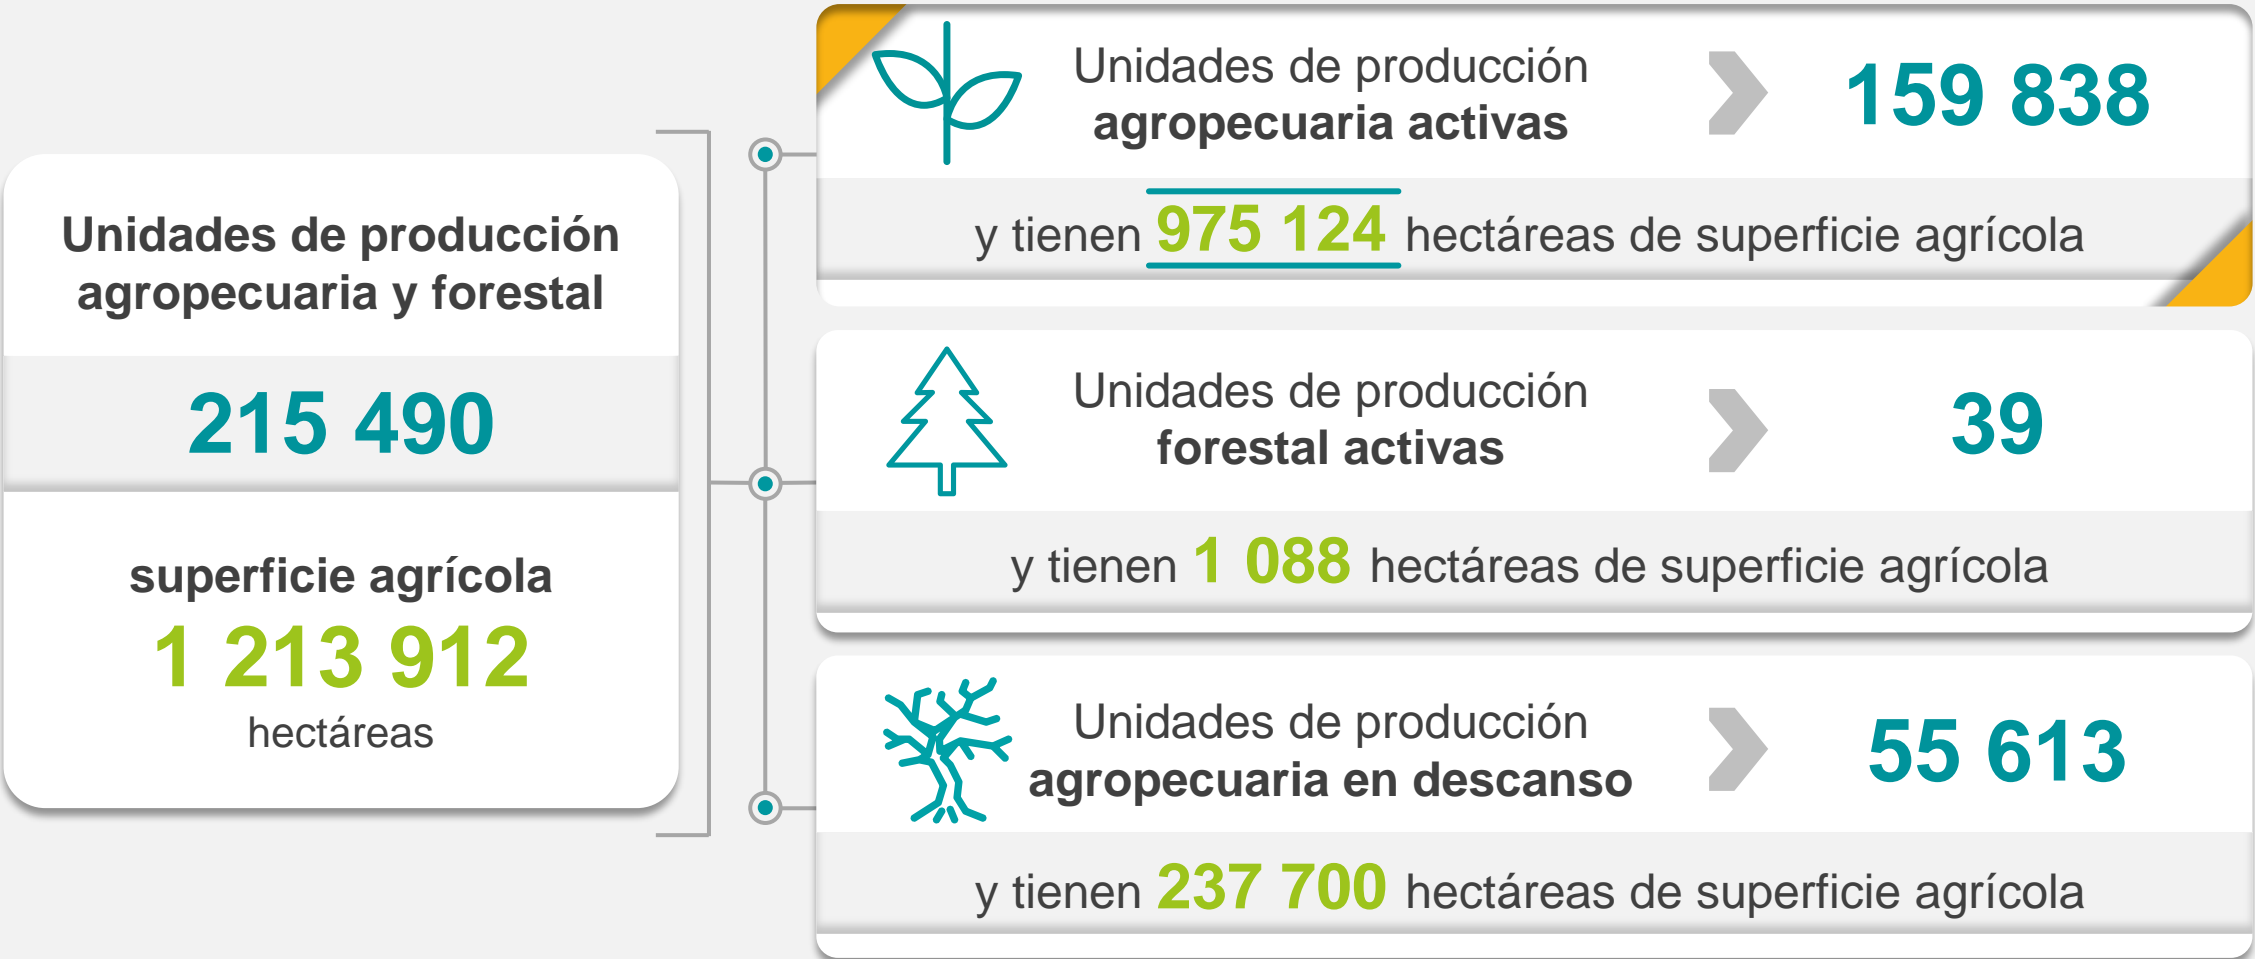 Unidades de producción
agropecuaria y forestal
215 490
superficie agrícola
1 213 912
hectáreas
Unidades de producción
agropecuaria activas
159 838
y tienen 975 124 hectáreas de superficie agrícola
Unidades de producción
forestal activas
39
y tienen 1 088 hectáreas de superficie agrícola
Unidades de producción
agropecuaria en descanso
55 613
y tienen 237 700 hectáreas de superficie agrícola